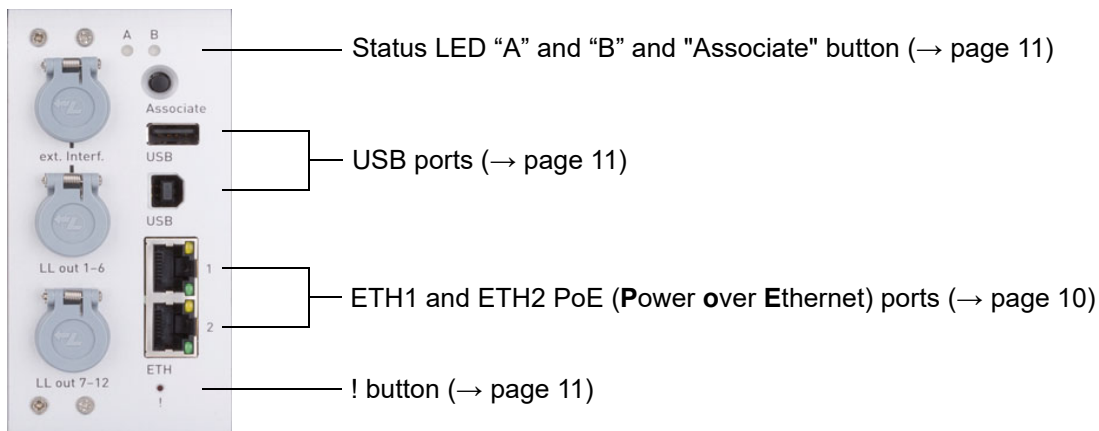 A B
Status LED “A” and “B” and "Associate" button (→ page 11)
Associate
ext. Interf.
USB
USB ports (→ page 11)
USB
LL out 1–6
1
ETH1 and ETH2 PoE (Power over Ethernet) ports (→ page 10)
2
ETH
LL out 7–12
! button (→ page 11)
!